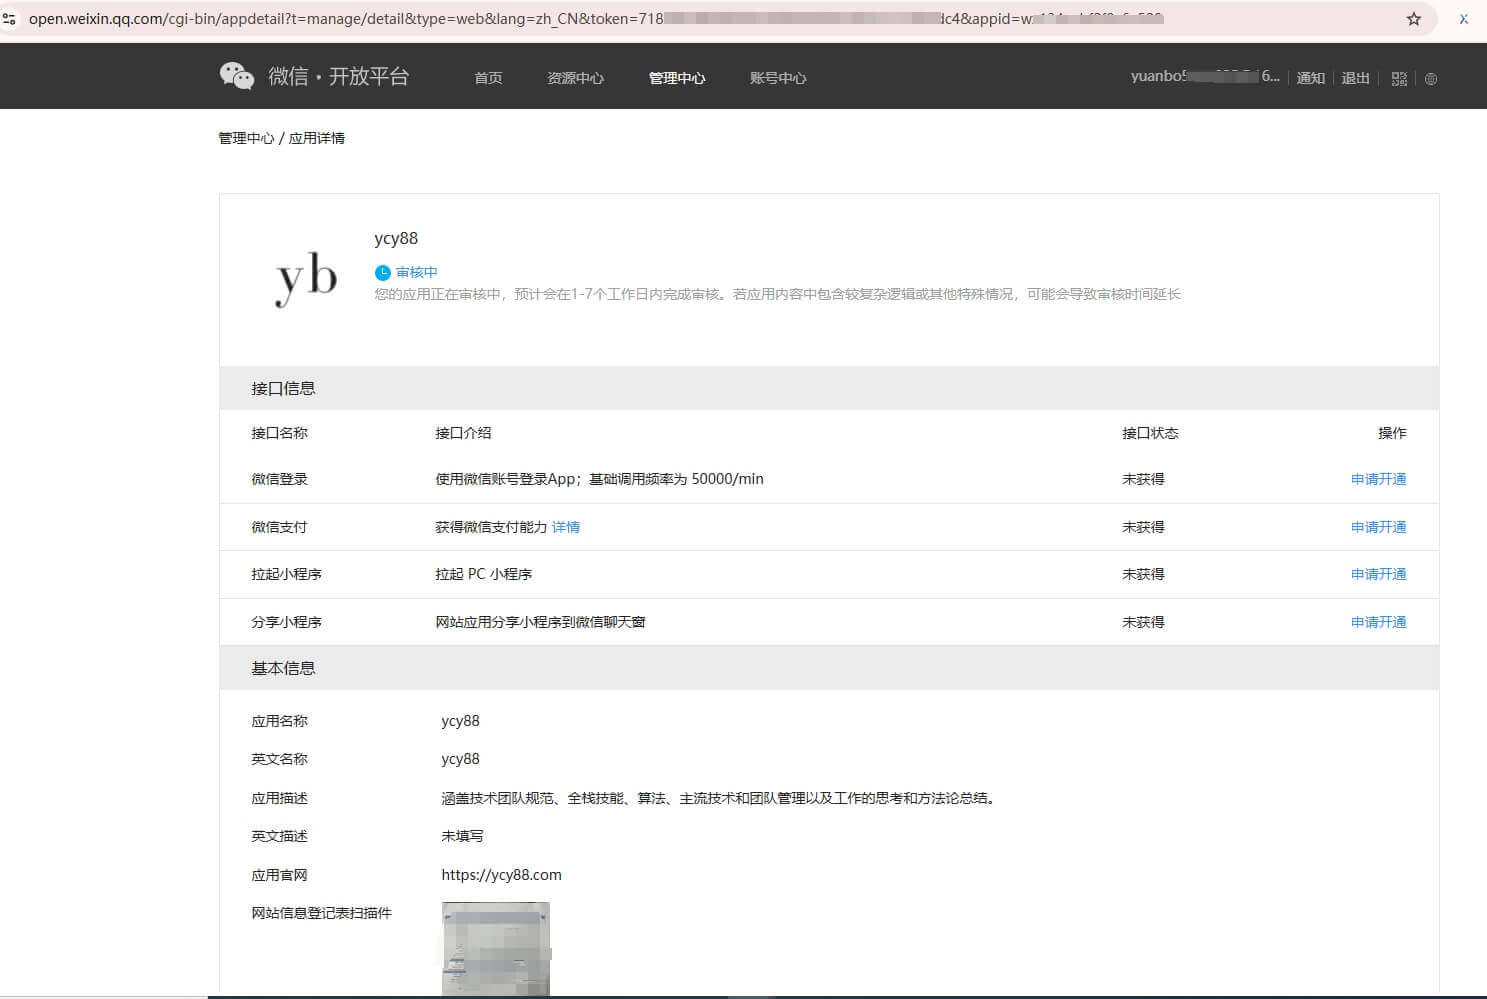 open.weixin.qq.com/cgi-bin/appdetail?t=manage/detail&type=web&lang=zh_CN&token=718 dc4&appid=w
微信·开放平台 首页 资源中心 管理中心 账号中心 yuanbo 6... 通知 退出
管理中心 / 应用详情
yb
ycy88
审核中
您的应用正在审核中，预计会在1-7个工作日内完成审核。若应用内容中包含较复杂逻辑或其他特殊情况，可能会导致审核时间延长
接口信息
接口名称 接口介绍 接口状态 操作
微信登录 使用微信账号登录App；基础调用频率为 50000/min 未获得 申请开通
微信支付 获得微信支付能力 详情 未获得 申请开通
拉起小程序 拉起 PC 小程序 未获得 申请开通
分享小程序 网站应用分享小程序到微信聊天窗 未获得 申请开通
基本信息
应用名称 ycy88
英文名称 ycy88
应用描述 涵盖技术团队规范、全栈技能、算法、主流技术和团队管理以及工作的思考和方法论总结。
英文描述 未填写
应用官网 https://ycy88.com
网站信息登记表扫描件